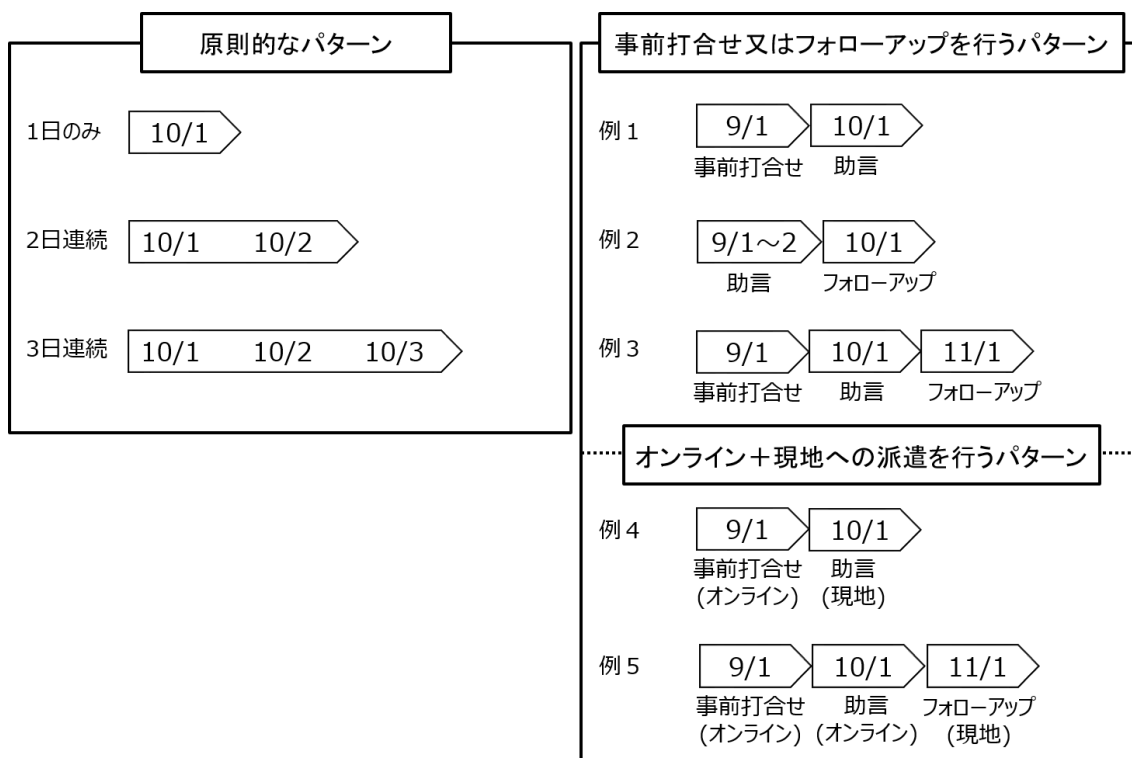 原則的なパターン
1日のみ 10/1
2日連続 10/1 10/2
3日連続 10/1 10/2 10/3
事前打合せ又はフォローアップを行うパターン
例1 9/1 10/1
事前打合せ 助言
例2 9/1～2 10/1
助言 フォローアップ
例3 9/1 10/1 11/1
事前打合せ 助言 フォローアップ
オンライン＋現地への派遣を行うパターン
例4 9/1 10/1
事前打合せ 助言
(オンライン) (現地)
例5 9/1 10/1 11/1
事前打合せ 助言 フォローアップ
(オンライン) (オンライン) (現地)